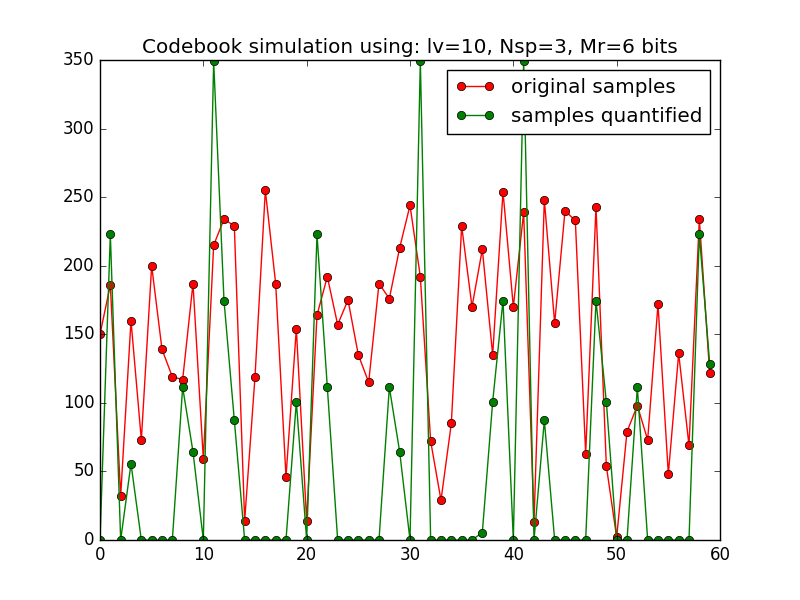 Codebook simulation using: lv=10, Nsp=3, Mr=6 bits
350
300
250
200
150
100
50
0
original samples
samples quantified
0 10 20 30 40 50 60